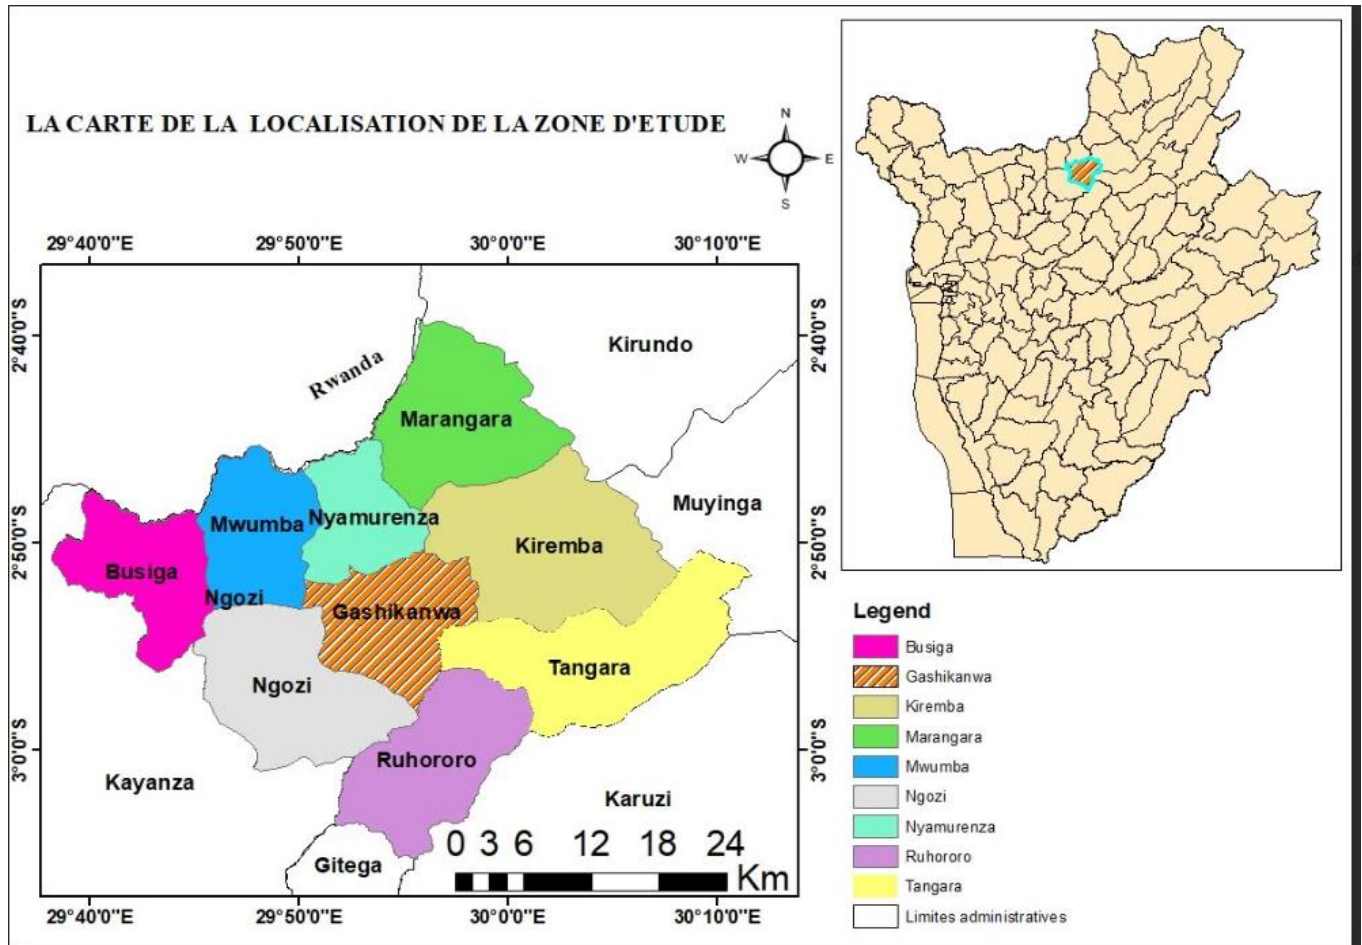 LA CARTE DE LA LOCALISATION DE LA ZONE D'ETUDE
N
W E
S
29°40'0"E 29°50'0"E 30°0'0"E 30°10'0"E
2°40'0"S 2°40'0"S
Kirundo
Rwanda
Marangara
Muyinga
Mwumba Nyamurenza
2°50'0"S Kiremba 2°50'0"S
Busiga
Ngozi Gashikanwa
Tangara
Ngozi
3°0'0"S Ruhororo 3°0'0"S
Kayanza
Karuzi
Gitega
0 3 6 12 18 24
Km
29°40'0"E 29°50'0"E 30°0'0"E 30°10'0"E
Legend
Busiga
Gashikanwa
Kiremba
Marangara
Mwumba
Ngozi
Nyamurenza
Ruhororo
Tangara
Limites administratives